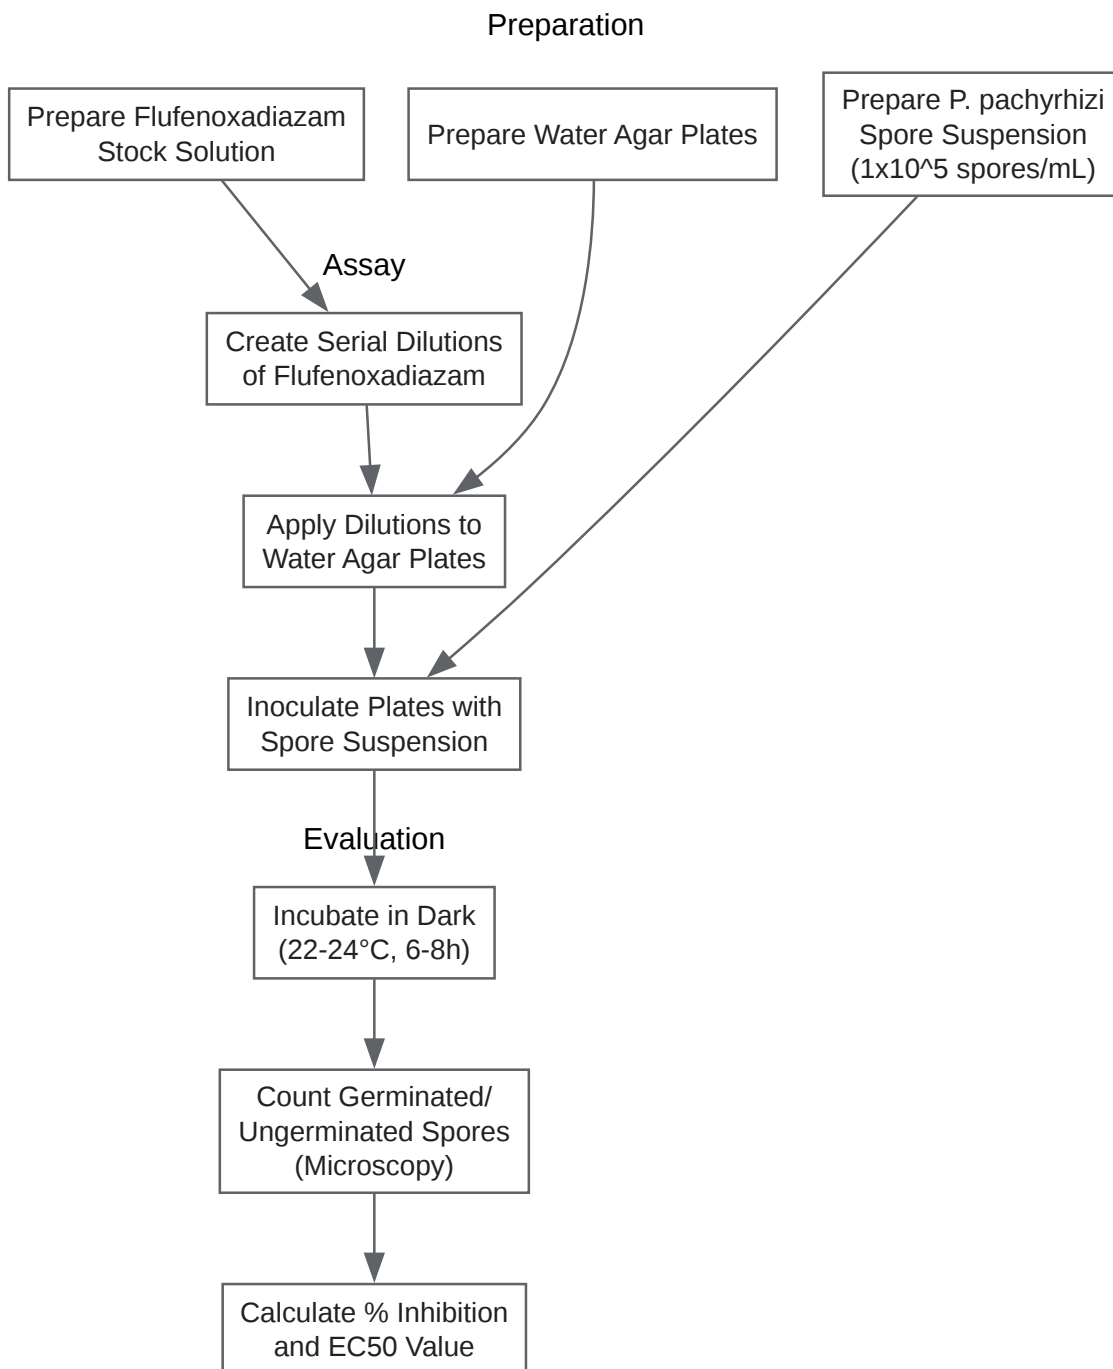 Preparation
Prepare Flufenoxadiazam
Stock Solution
Prepare Water Agar Plates
Prepare P. pachyrhizi
Spore Suspension
(1x10^5 spores/mL)
Assay
Create Serial Dilutions
of Flufenoxadiazam
Apply Dilutions to
Water Agar Plates
Inoculate Plates with
Spore Suspension
Evaluation
Incubate in Dark
(22-24°C, 6-8h)
Count Germinated/
Ungerminated Spores
(Microscopy)
Calculate % Inhibition
and EC50 Value